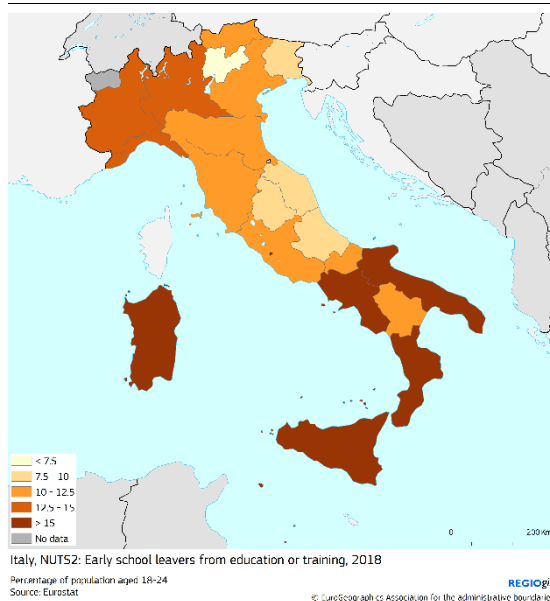 < 7.5
7.5 - 10
10 - 12.5
12.5 - 15
> 15
No data
0 200 Km
Italy, NUTS2: Early school leavers from education or training, 2018
Percentage of population aged 18-24
Source: Eurostat
REGIOgi
© EuroGeographics Association for the administrative boundarie